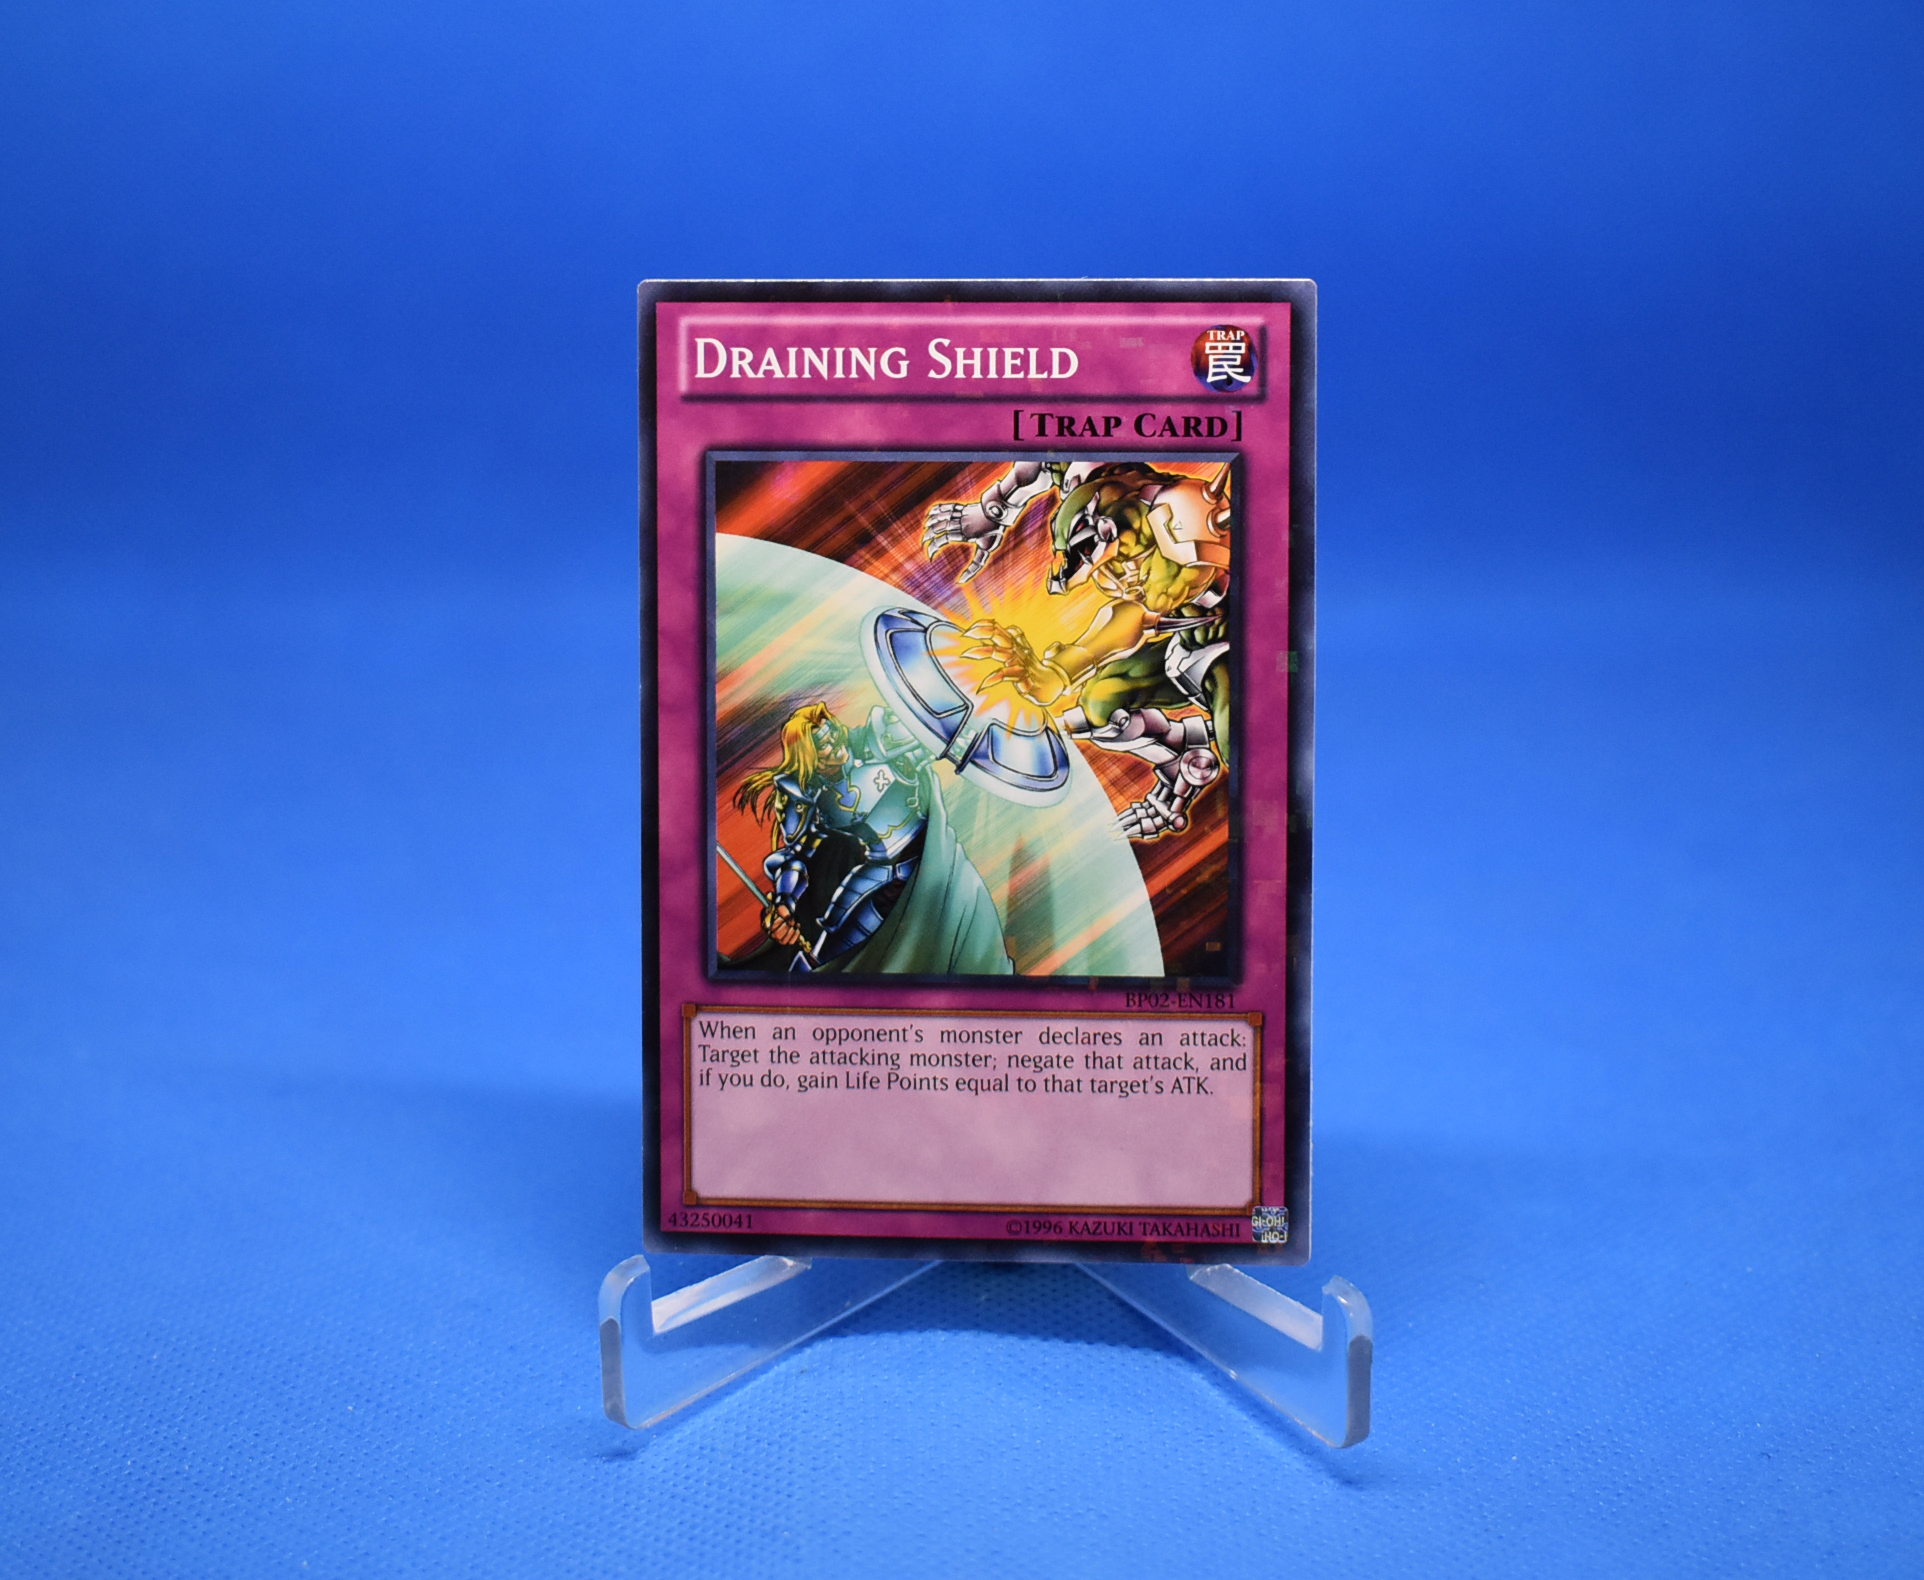 DRAINING SHIELD
TRAP
罠
[TRAP CARD]
BP02-EN181
When an opponent's monster declares an attack:
Target the attacking monster; negate that attack, and
if you do, gain Life Points equal to that target's ATK.
43250041
©1996 KAZUKI TAKAHASHI
GI-OH!